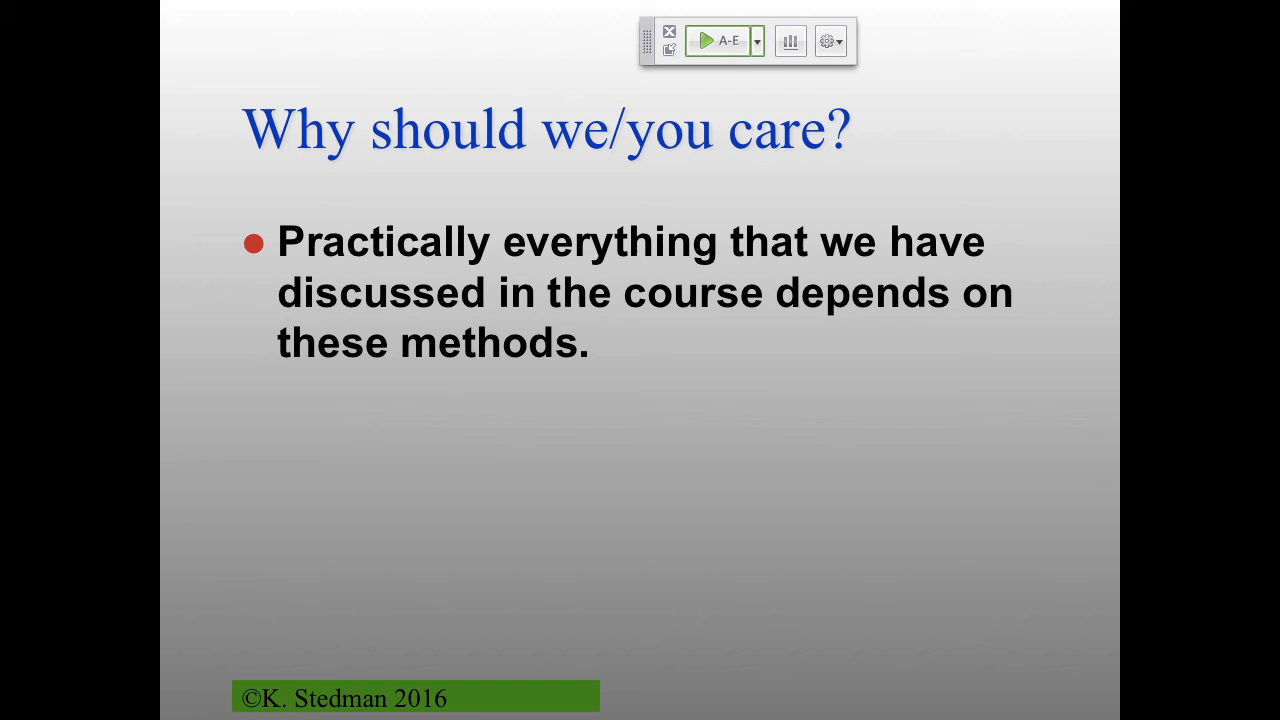 A-E
Why should we/you care?
Practically everything that we have
discussed in the course depends on
these methods.
©K. Stedman 2016